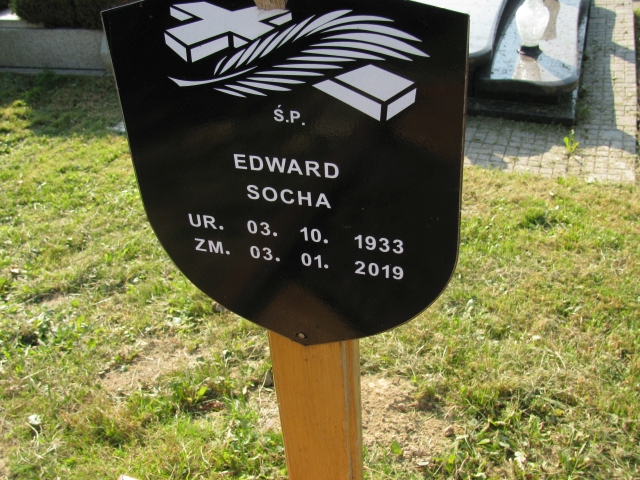 Ś.P.
EDWARD
SOCHA
UR. 03. 10. 1933
ZM. 03. 01. 2019